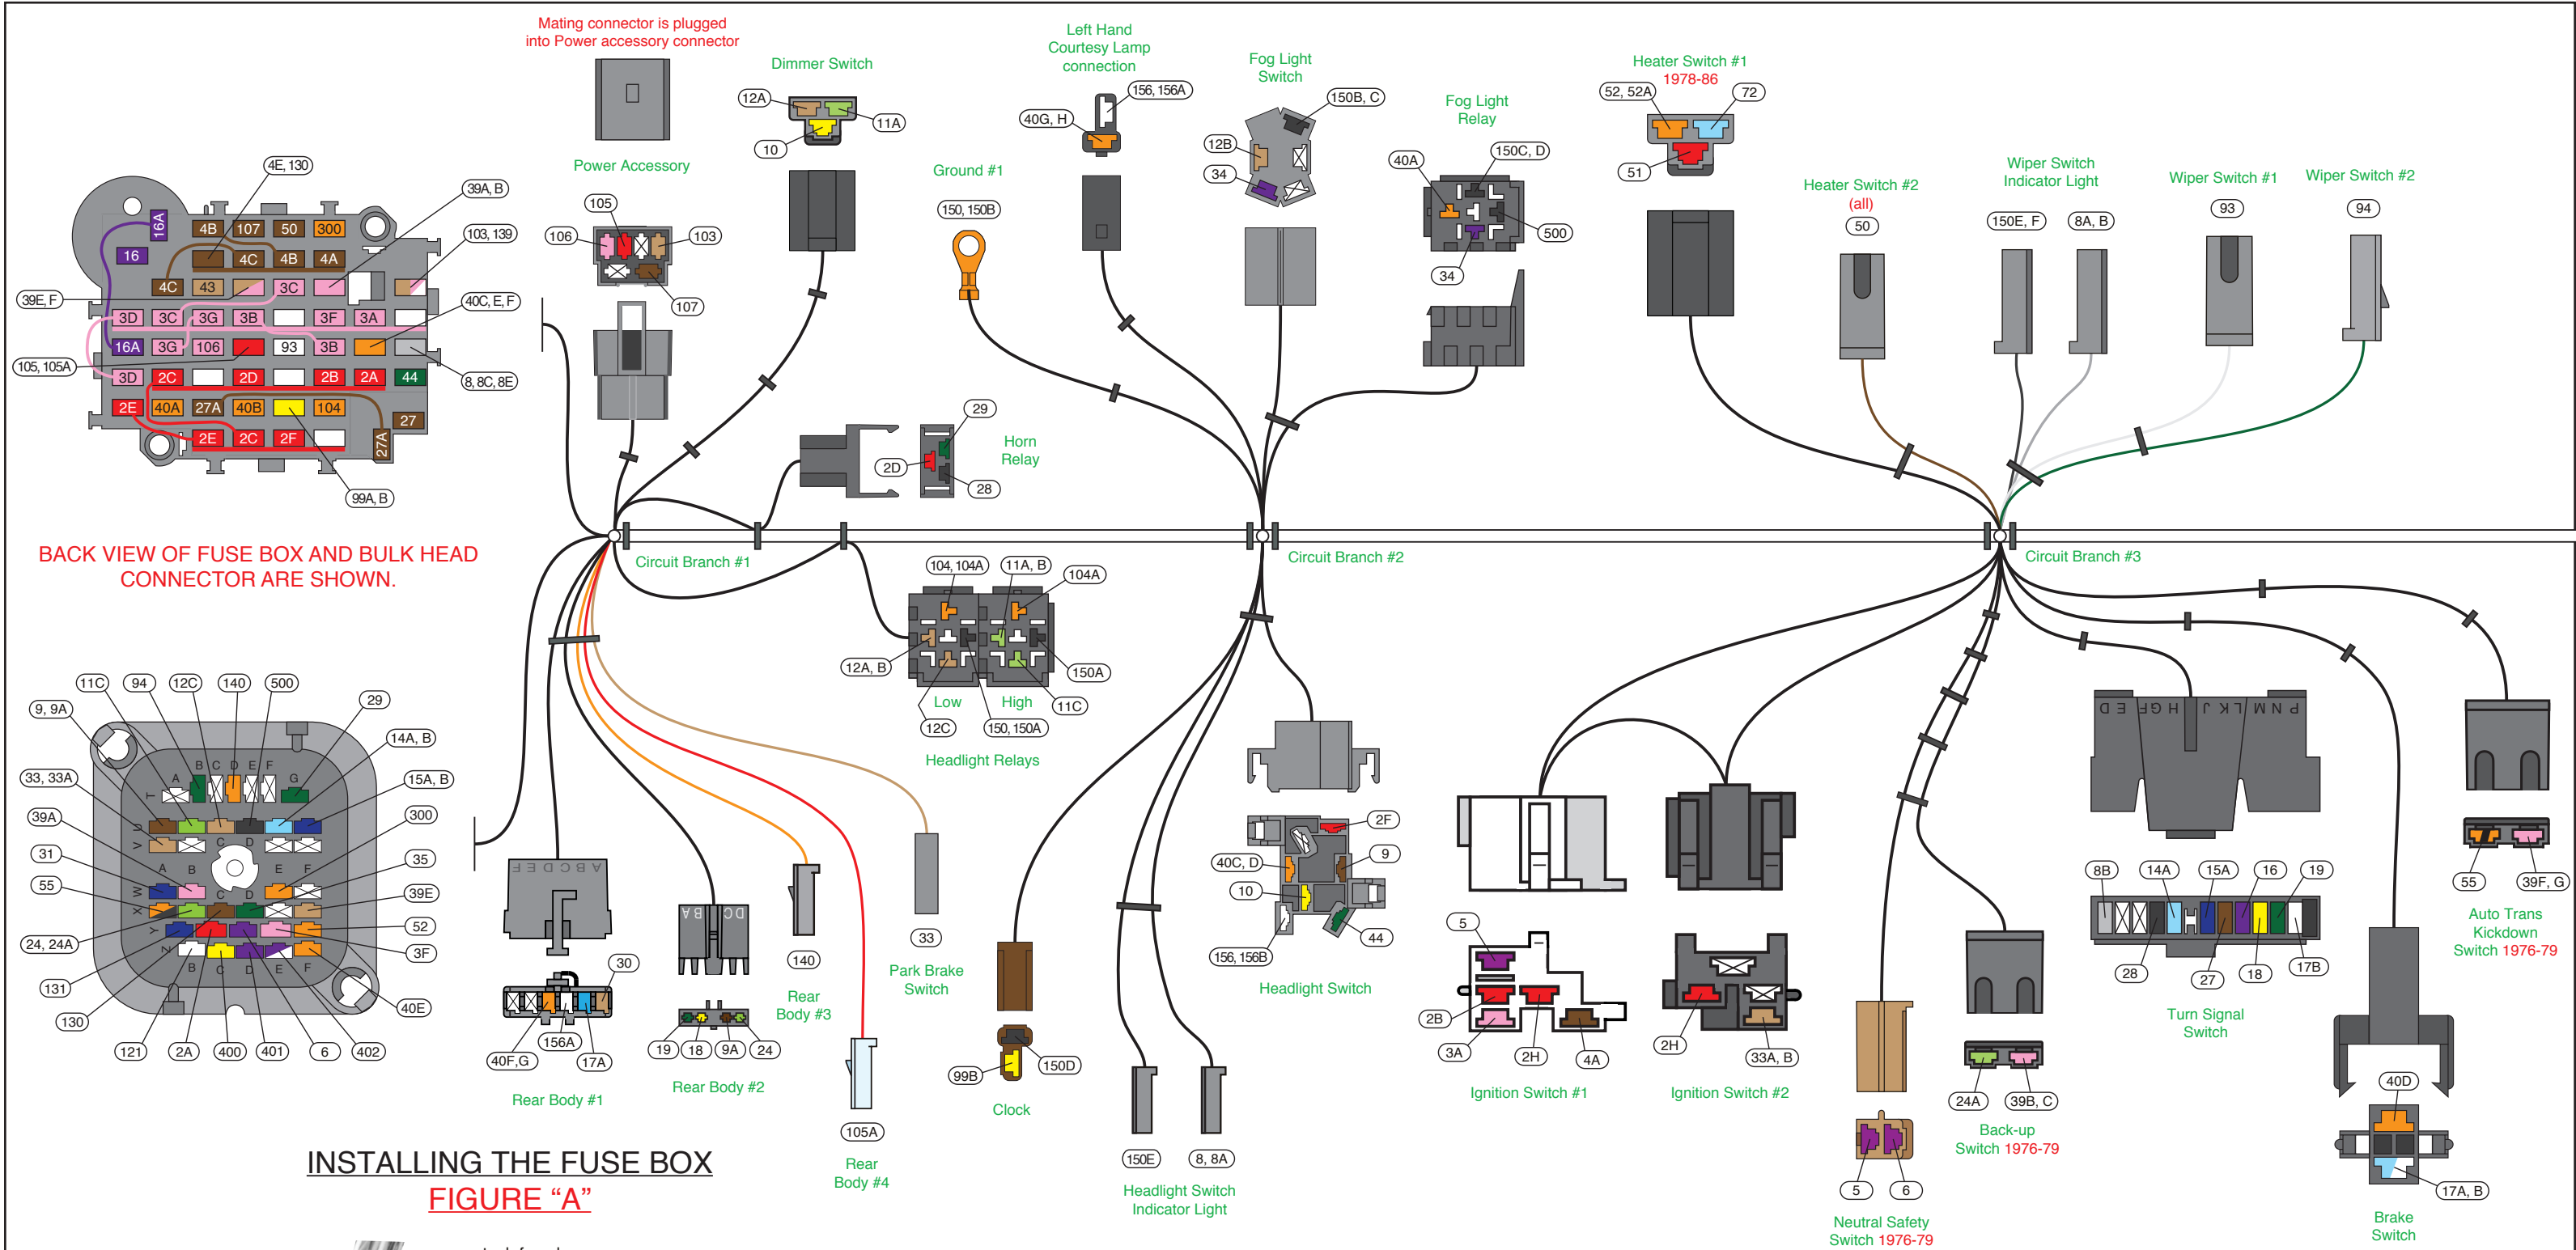 Mating connector is plugged
into Power accessory connector
Power Accessory
105
106
103
107
Dimmer Switch
12A
11A
10
Ground #1
150, 150B
Left Hand
Courtesy Lamp
connection
156, 156A
40G, H
Fog Light
Switch
150B, C
12B
34
Fog Light
Relay
40A
150C, D
500
34
Heater Switch #1
1978-86
52, 52A
72
51
Heater Switch #2
(all)
50
Wiper Switch
Indicator Light
150E, F
8A, B
Wiper Switch #1
93
Wiper Switch #2
94
4E, 130
39A, B
103, 139
39E, F
40C, E, F
105, 105A
8, 8C, 8E
99A, B
16A
4B 107 50 300
16
4C 4B 4A
4C 43 3C
3D 3C 3G 3B 3F 3A
16A 3G 106 93 3B
3D 2C 2D 2B 2A 44
2E 40A 27A 40B 104 27
2E 2C 2F 27A
Horn
Relay
29
2D
28
BACK VIEW OF FUSE BOX AND BULK HEAD
CONNECTOR ARE SHOWN.
Circuit Branch #1
Circuit Branch #2
Circuit Branch #3
104, 104A
11A, B
104A
12A, B
150A
Low
High
11C
12C
150, 150A
Headlight Relays
11C
94
12C
140
500
29
9, 9A
14A, B
33, 33A
15A, B
39A
300
31
35
55
39E
24, 24A
52
131
3F
130
40E
121
2A
400
401
6
402
A B C D E F G
T
U
V
C D
A B E F
W
C D
X
Y
Z
B C D E F
F E D C B A
30
156A
40F,G
17A
Rear Body #1
B A
D C
19
18
9A
24
Rear Body #2
140
Rear
Body #3
105A
Rear
Body #4
33
Park Brake
Switch
99B
150D
Clock
150E
8, 8A
Headlight Switch
Indicator Light
2F
40C, D
9
10
44
156, 156B
Headlight Switch
5
2B
3A
2H
4A
Ignition Switch #1
2H
33A, B
Ignition Switch #2
5
6
Neutral Safety
Switch 1976-79
24A
39B, C
Back-up
Switch 1976-79
E D F G H J K L M N P
8B
14A
15A
16
19
28
27
18
17B
Turn Signal
Switch
40D
17A, B
Brake
Switch
55
39F, G
Auto Trans
Kickdown
Switch 1976-79
INSTALLING THE FUSE BOX
FIGURE “A”